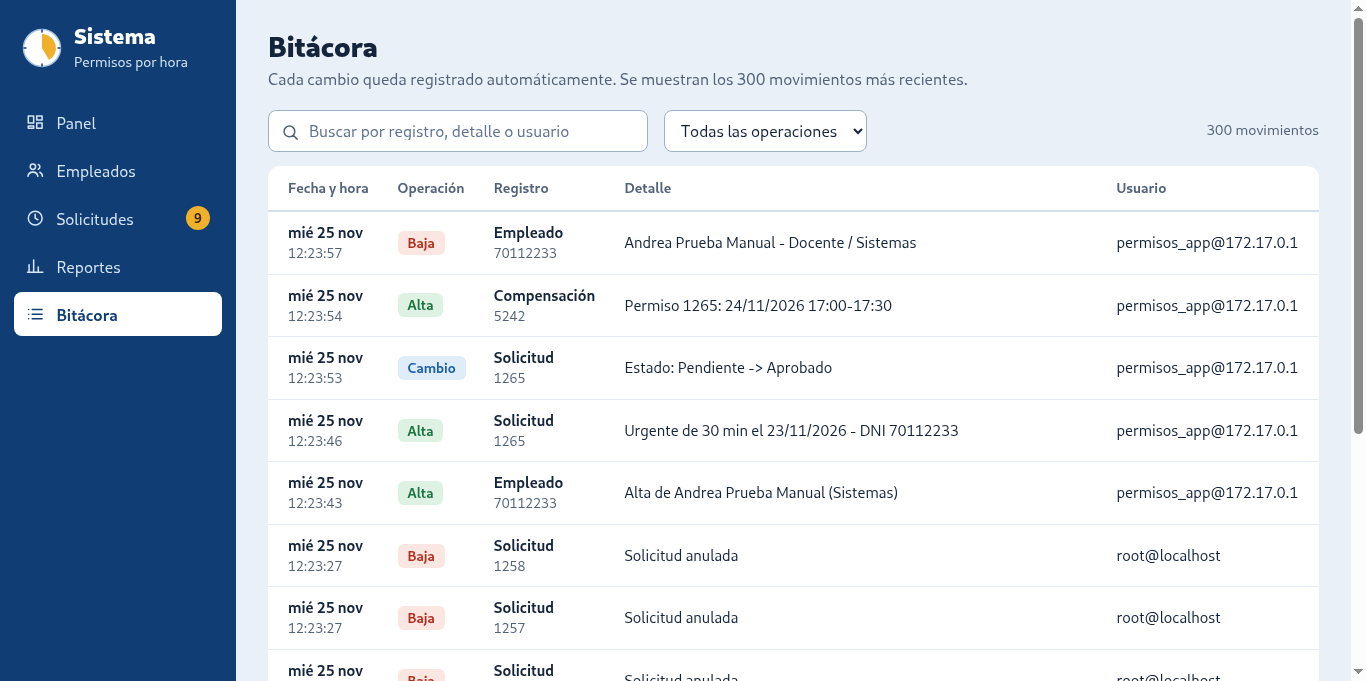 Sistema
Permisos por hora
Panel
Empleados
Solicitudes 9
Reportes
Bitácora
Bitácora
Cada cambio queda registrado automáticamente. Se muestran los 300 movimientos más recientes.
Buscar por registro, detalle o usuario
Todas las operaciones
300 movimientos
Fecha y hora Operación Registro Detalle Usuario
mié 25 nov Empleado
12:23:57 Baja 70112233 Andrea Prueba Manual - Docente / Sistemas permisos_app@172.17.0.1
mié 25 nov Compensación
12:23:54 Alta 5242 Permiso 1265: 24/11/2026 17:00-17:30 permisos_app@172.17.0.1
mié 25 nov Solicitud
12:23:53 Cambio 1265 Estado: Pendiente -> Aprobado permisos_app@172.17.0.1
mié 25 nov Solicitud
12:23:46 Alta 1265 Urgente de 30 min el 23/11/2026 - DNI 70112233 permisos_app@172.17.0.1
mié 25 nov Empleado
12:23:43 Alta 70112233 Alta de Andrea Prueba Manual (Sistemas) permisos_app@172.17.0.1
mié 25 nov Solicitud
12:23:27 Baja 1258 Solicitud anulada root@localhost
mié 25 nov Solicitud
12:23:27 Baja 1257 Solicitud anulada root@localhost
mié 25 nov Solicitud
Baja Solicitud anulada root@localhost